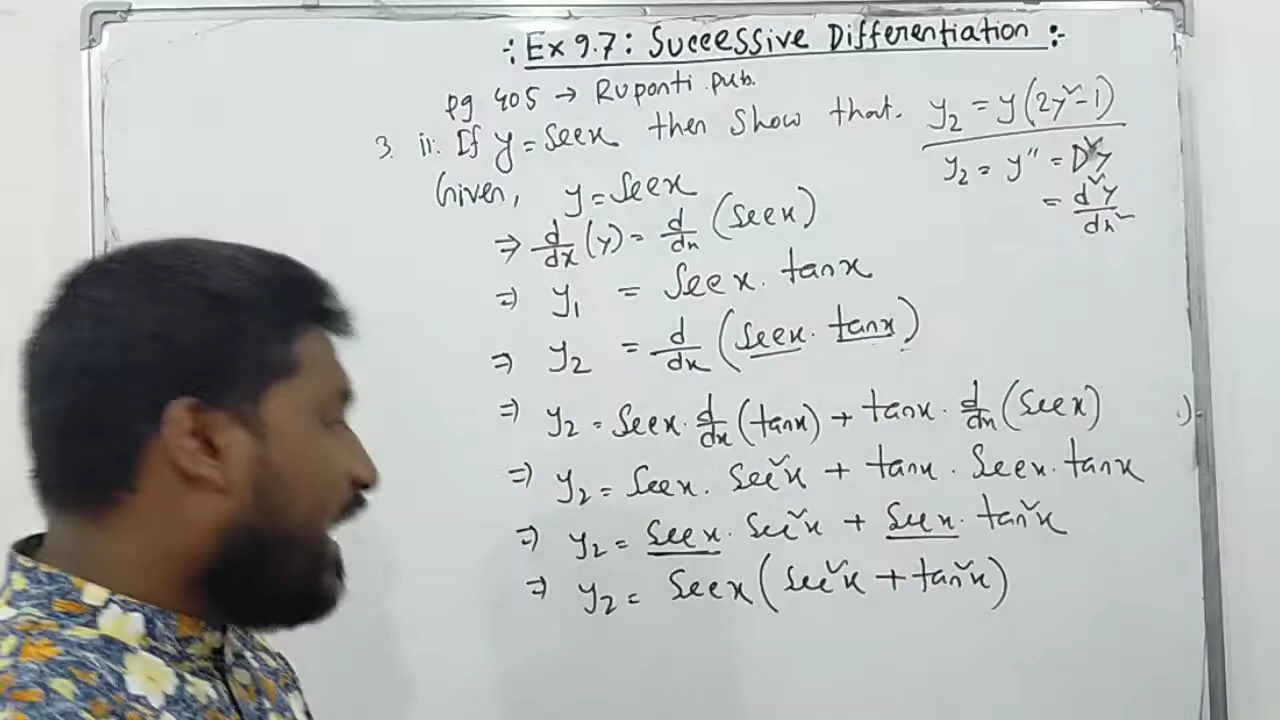 :Ex 9.7: Successive Differentiation :-
pg 405 → Ruponti pub.
3. ii. If y = secx then show that. y₂ = y(2y²-1)
y₂ = y″ = D²y
= d²y/dx²
Given, y = secx
⇒ d/dx (y) = d/dx (secx)
⇒ y₁ = secx. tanx
⇒ y₂ = d/dx (secx. tanx)
⇒ y₂ = secx. d/dx (tanx) + tanx. d/dx (secx)
⇒ y₂ = secx. sec²x + tanx. secx. tanx
⇒ y₂ = secx. sec²x + secx. tan²x
⇒ y₂ = secx (sec²x + tan²x)